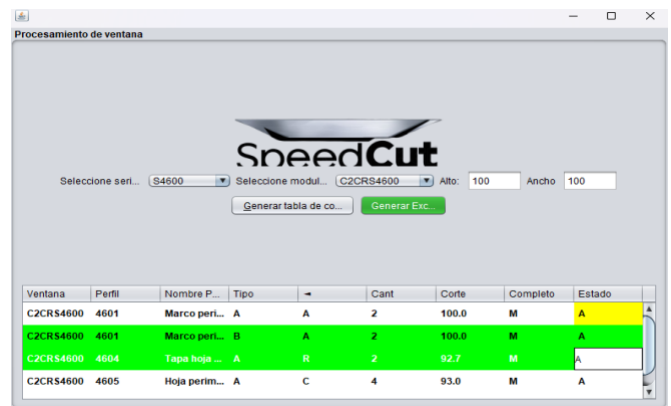 Procesamiento de ventana
SpeedCut
Seleccione seri... S4600 Seleccione modul... C2CRS4600 Alto: 100 Ancho 100
Generar tabla de co... Generar Exc...
Ventana Perfil Nombre P... Tipo ◄ Cant Corte Completo Estado
C2CRS4600 4601 Marco peri... A A 2 100.0 M A
C2CRS4600 4601 Marco peri... B A 2 100.0 M A
C2CRS4600 4604 Tapa hoja ... A R 2 92.7 M A
C2CRS4600 4605 Hoja perim... A C 4 93.0 M A